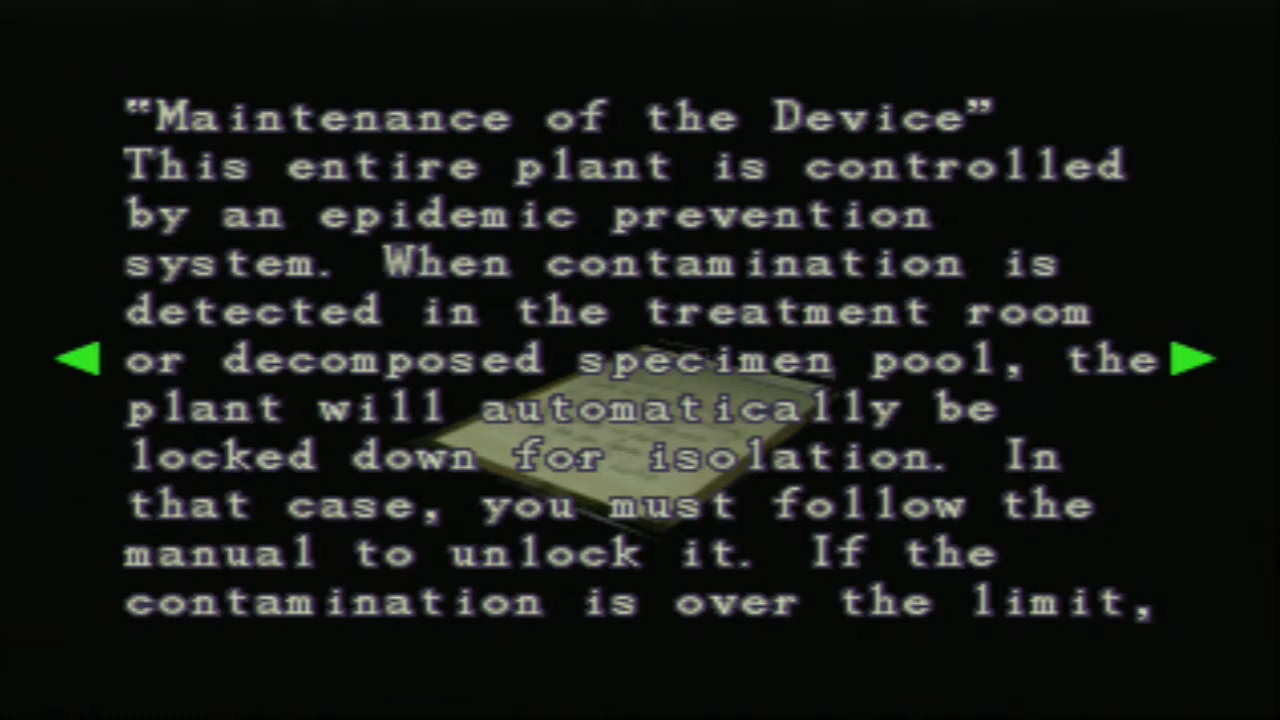 “Maintenance of the Device”
This entire plant is controlled
by an epidemic prevention
system. When contamination is
detected in the treatment room
or decomposed specimen pool, the
plant will automatically be
locked down for isolation. In
that case, you must follow the
manual to unlock it. If the
contamination is over the limit,